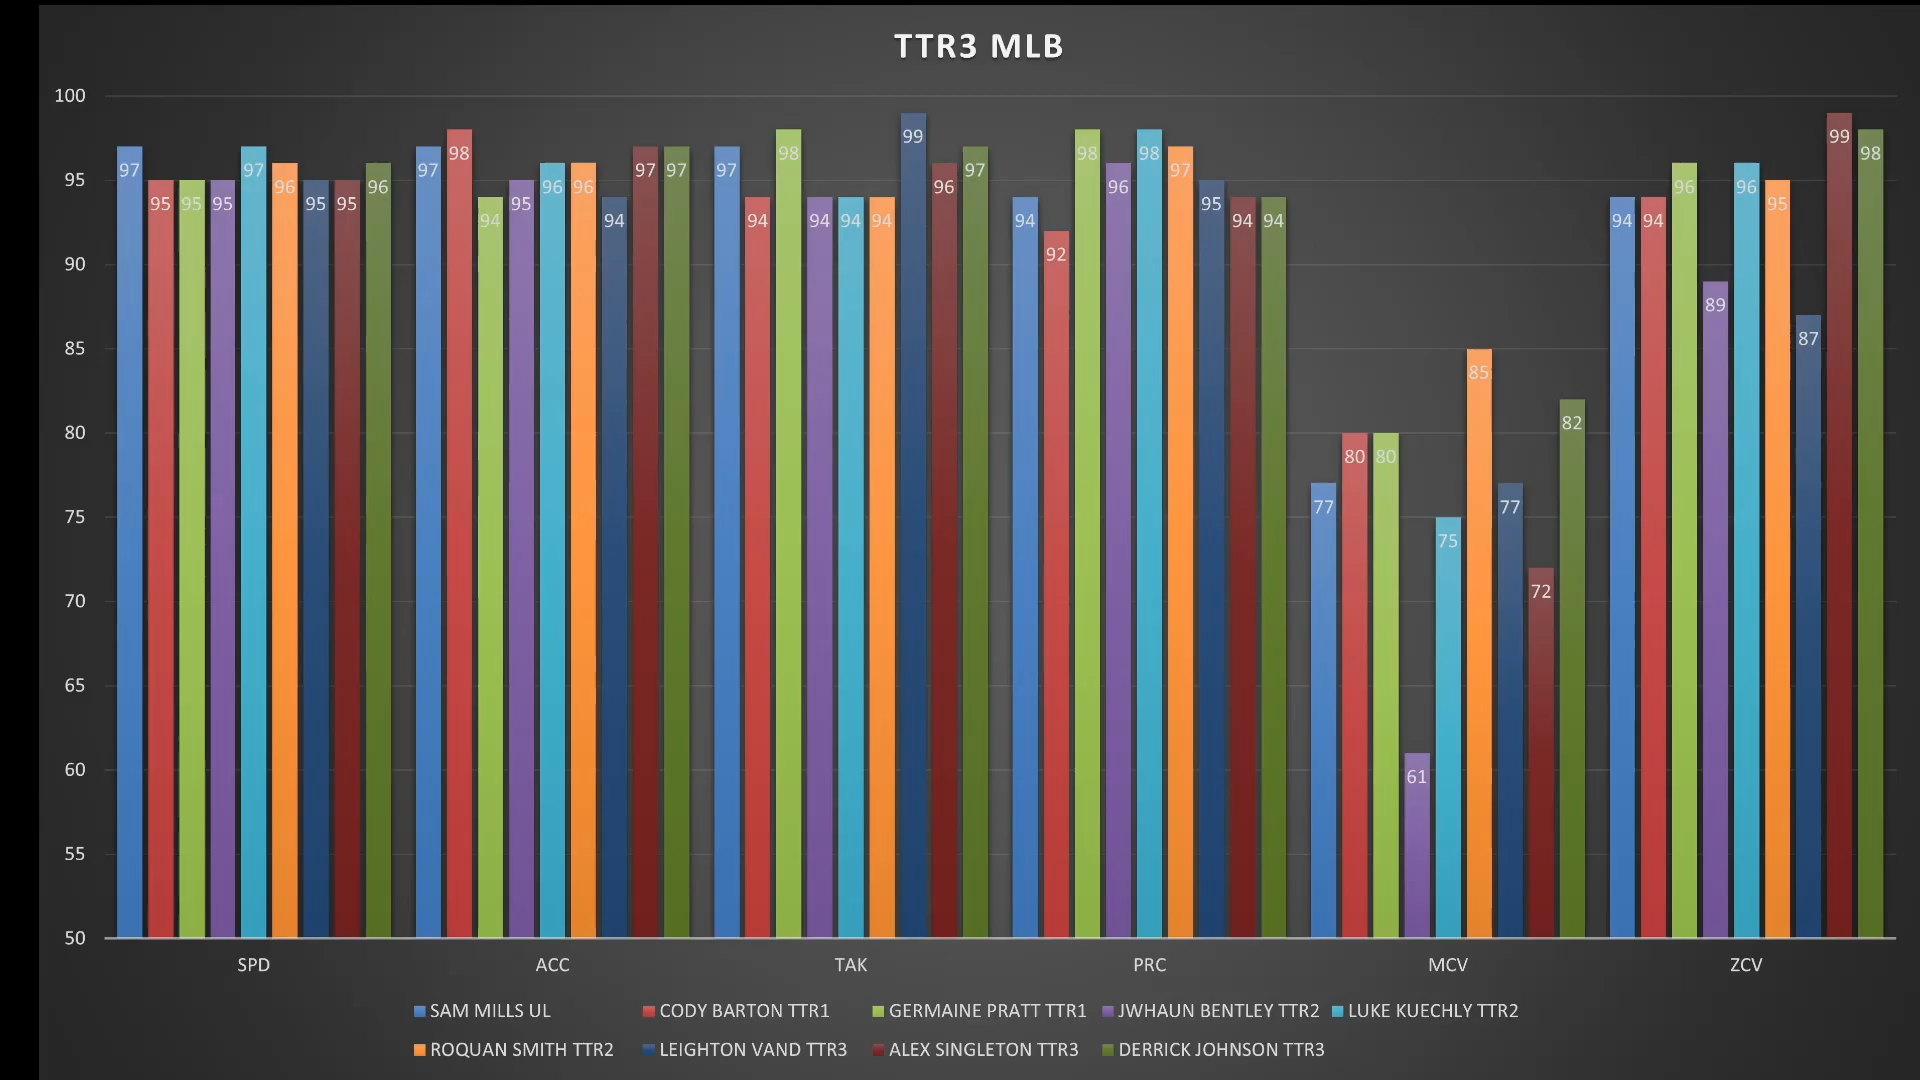 TTR3 MLB
100
95
90
85
80
75
70
65
60
55
50
97 95 95 95 97 96 95 95 96
97 98 94 95 96 96 94 97 97
97 94 98 94 94 94 99 96 97
94 92 98 96 98 97 95 94 94
77 80 80 61 75 85 77 72 82
94 94 96 89 96 95 87 99 98
SPD ACC TAK PRC MCV ZCV
SAM MILLS UL CODY BARTON TTR1 GERMAINE PRATT TTR1 JWHAUN BENTLEY TTR2 LUKE KUECHLY TTR2
ROQUAN SMITH TTR2 LEIGHTON VAND TTR3 ALEX SINGLETON TTR3 DERRICK JOHNSON TTR3